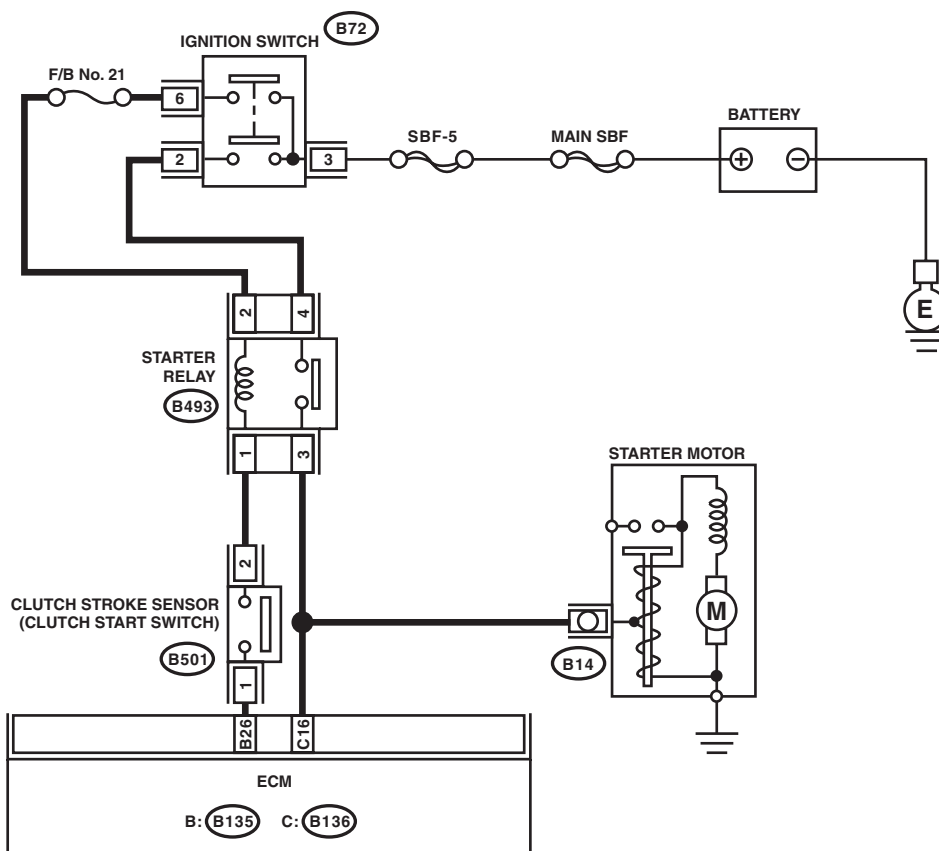 B72
IGNITION SWITCH
F/B No. 21
6
2
3
SBF-5
MAIN SBF
BATTERY
+
−
E
2
4
STARTER
RELAY
B493
1
3
STARTER MOTOR
M
B14
2
CLUTCH STROKE SENSOR
(CLUTCH START SWITCH)
B501
1
B26
C16
ECM
B: B135 C: B136